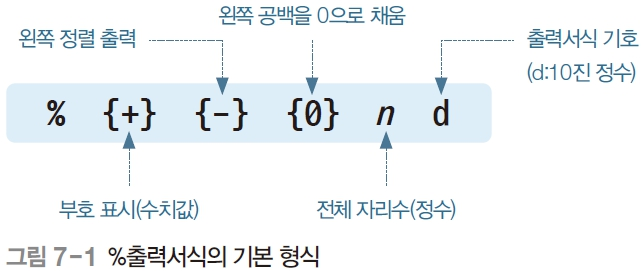 왼쪽 공백을 0으로 채움
왼쪽 정렬 출력
출력서식 기호
(d:10진 정수)
% {+} {-} {0} n d
부호 표시(수치값)
전체 자리수(정수)
그림 7-1 %출력서식의 기본 형식